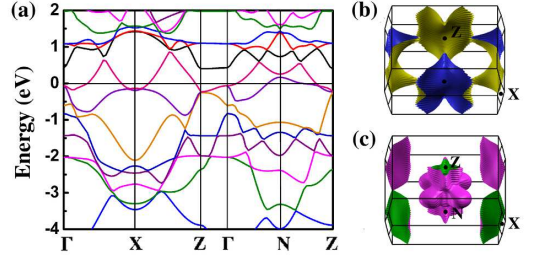 (a)
Energy (eV)
2
1
0
-1
-2
-3
-4
Γ X Z Γ N Z
(b)
Z
X
(c)
Z
N
X